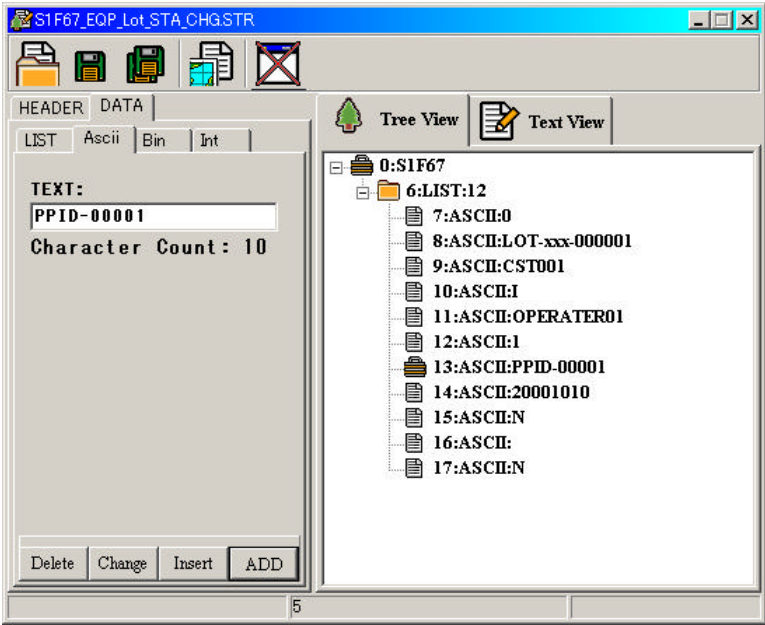 S1F67_EQP_Lot_STA_CHG.STR
HEADER DATA
LIST Ascii Bin Int
TEXT:
PPID-00001
Character Count: 10
Delete Change Insert ADD
Tree View Text View
0:S1F67
6:LIST:12
7:ASCII:0
8:ASCII:LOT-xxx-000001
9:ASCII:CST001
10:ASCII:I
11:ASCII:OPERATER01
12:ASCII:1
13:ASCII:PPID-00001
14:ASCII:20001010
15:ASCII:N
16:ASCII:
17:ASCII:N
5